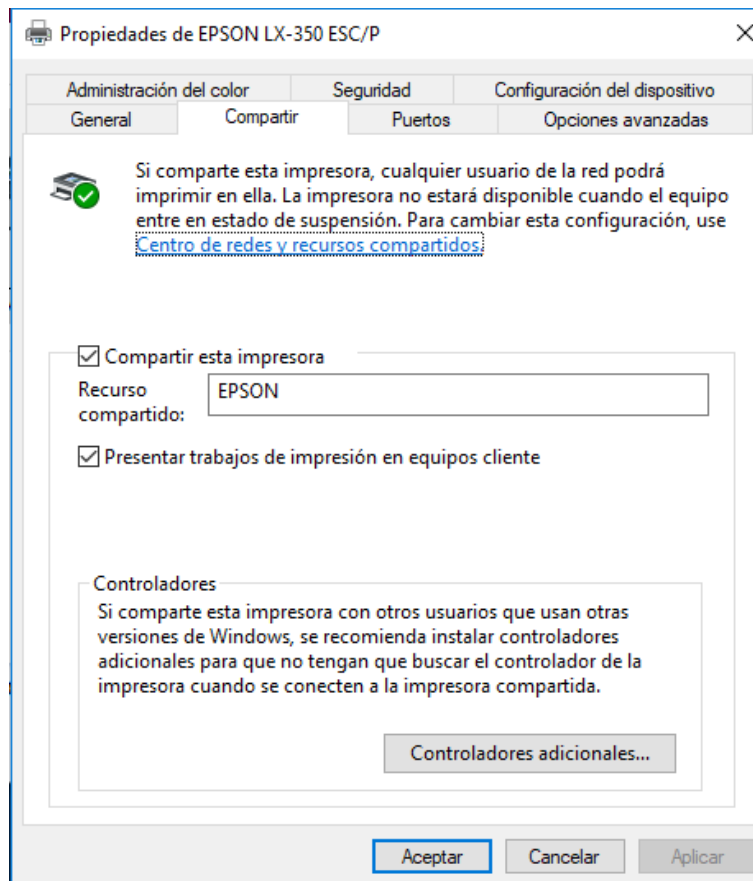 Propiedades de EPSON LX-350 ESC/P
Administración del color
Seguridad
Configuración del dispositivo
General
Compartir
Puertos
Opciones avanzadas
Si comparte esta impresora, cualquier usuario de la red podrá
imprimir en ella. La impresora no estará disponible cuando el equipo
entre en estado de suspensión. Para cambiar esta configuración, use
Centro de redes y recursos compartidos.
Compartir esta impresora
Recurso
compartido:
EPSON
Presentar trabajos de impresión en equipos cliente
Controladores
Si comparte esta impresora con otros usuarios que usan otras
versiones de Windows, se recomienda instalar controladores
adicionales para que no tengan que buscar el controlador de la
impresora cuando se conecten a la impresora compartida.
Controladores adicionales...
Aceptar
Cancelar
Aplicar